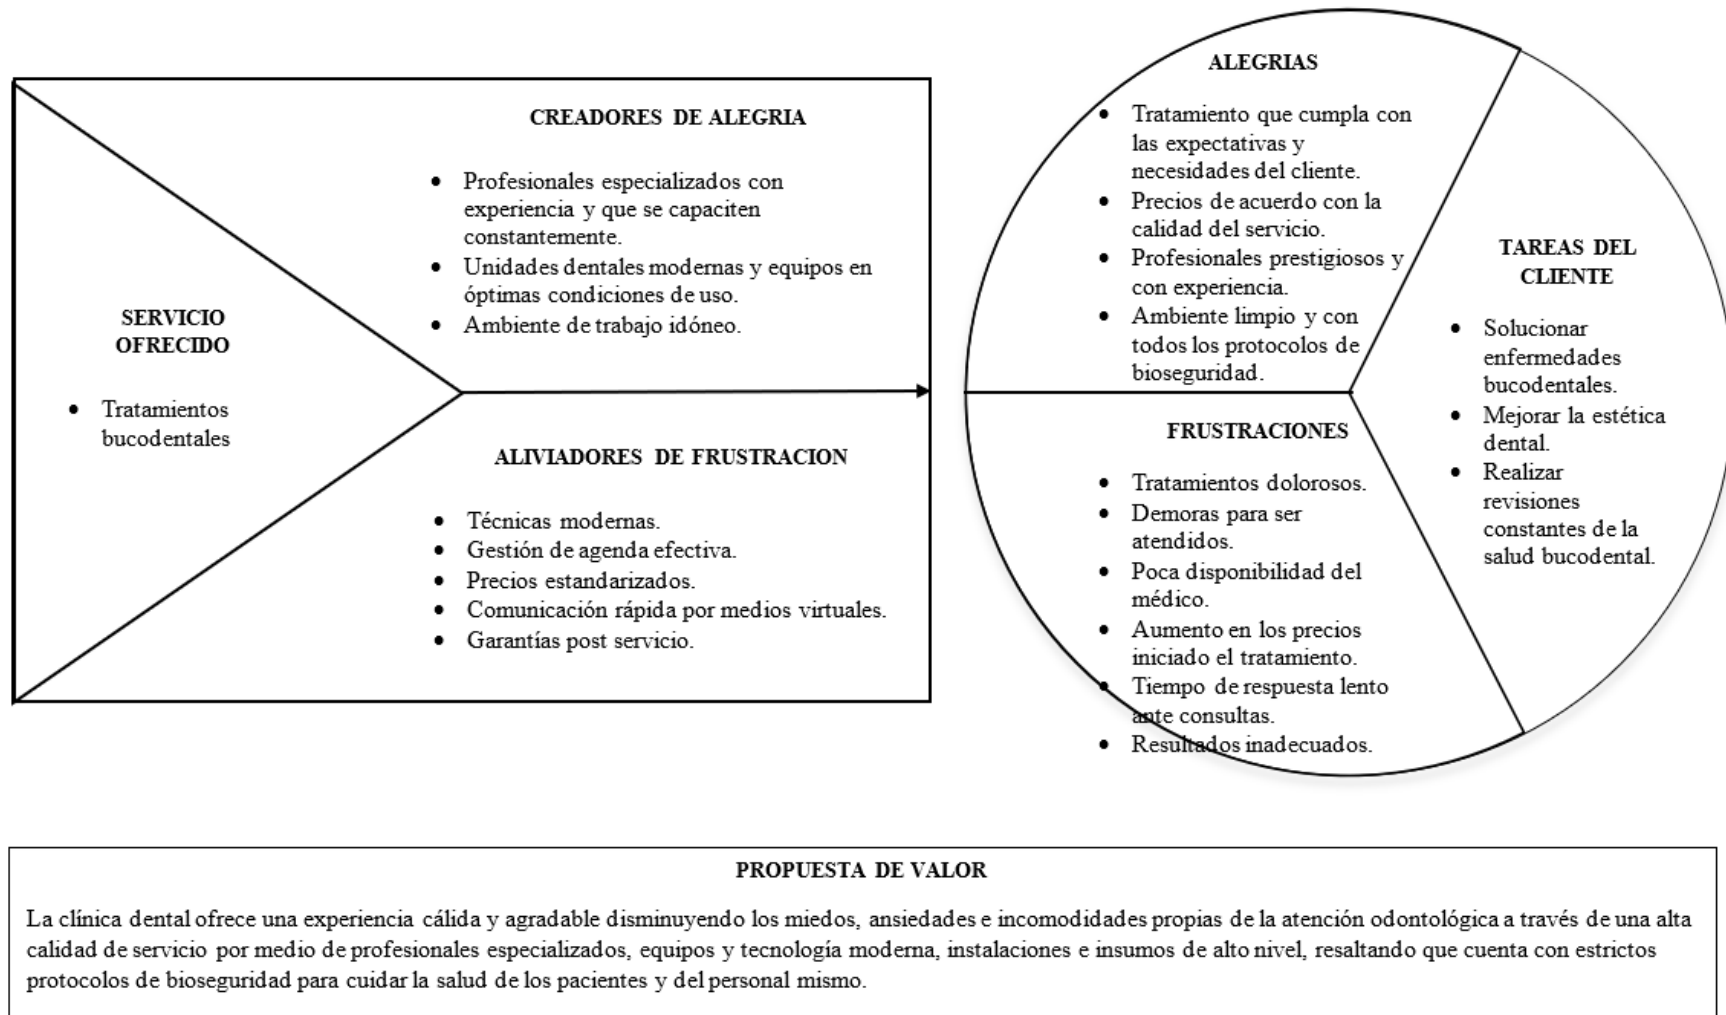 SERVICIO
OFRECIDO
• Tratamientos
bucodentales
CREADORES DE ALEGRIA
• Profesionales especializados con
experiencia y que se capaciten
constantemente.
• Unidades dentales modernas y equipos en
óptimas condiciones de uso.
• Ambiente de trabajo idóneo.
ALIVIADORES DE FRUSTRACION
• Técnicas modernas.
• Gestión de agenda efectiva.
• Precios estandarizados.
• Comunicación rápida por medios virtuales.
• Garantías post servicio.
ALEGRIAS
• Tratamiento que cumpla con
las expectativas y
necesidades del cliente.
• Precios de acuerdo con la
calidad del servicio.
• Profesionales prestigiosos y
con experiencia.
• Ambiente limpio y con
todos los protocolos de
bioseguridad.
FRUSTRACIONES
• Tratamientos dolorosos.
• Demoras para ser
atendidos.
• Poca disponibilidad del
médico.
• Aumento en los precios
iniciado el tratamiento.
• Tiempo de respuesta lento
ante consultas.
• Resultados inadecuados.
TAREAS DEL
CLIENTE
• Solucionar
enfermedades
bucodentales.
• Mejorar la estética
dental.
• Realizar
revisiones
constantes de la
salud bucodental.
PROPUESTA DE VALOR
La clínica dental ofrece una experiencia cálida y agradable disminuyendo los miedos, ansiedades e incomodidades propias de la atención odontológica a través de una alta
calidad de servicio por medio de profesionales especializados, equipos y tecnología moderna, instalaciones e insumos de alto nivel, resaltando que cuenta con estrictos
protocolos de bioseguridad para cuidar la salud de los pacientes y del personal mismo.